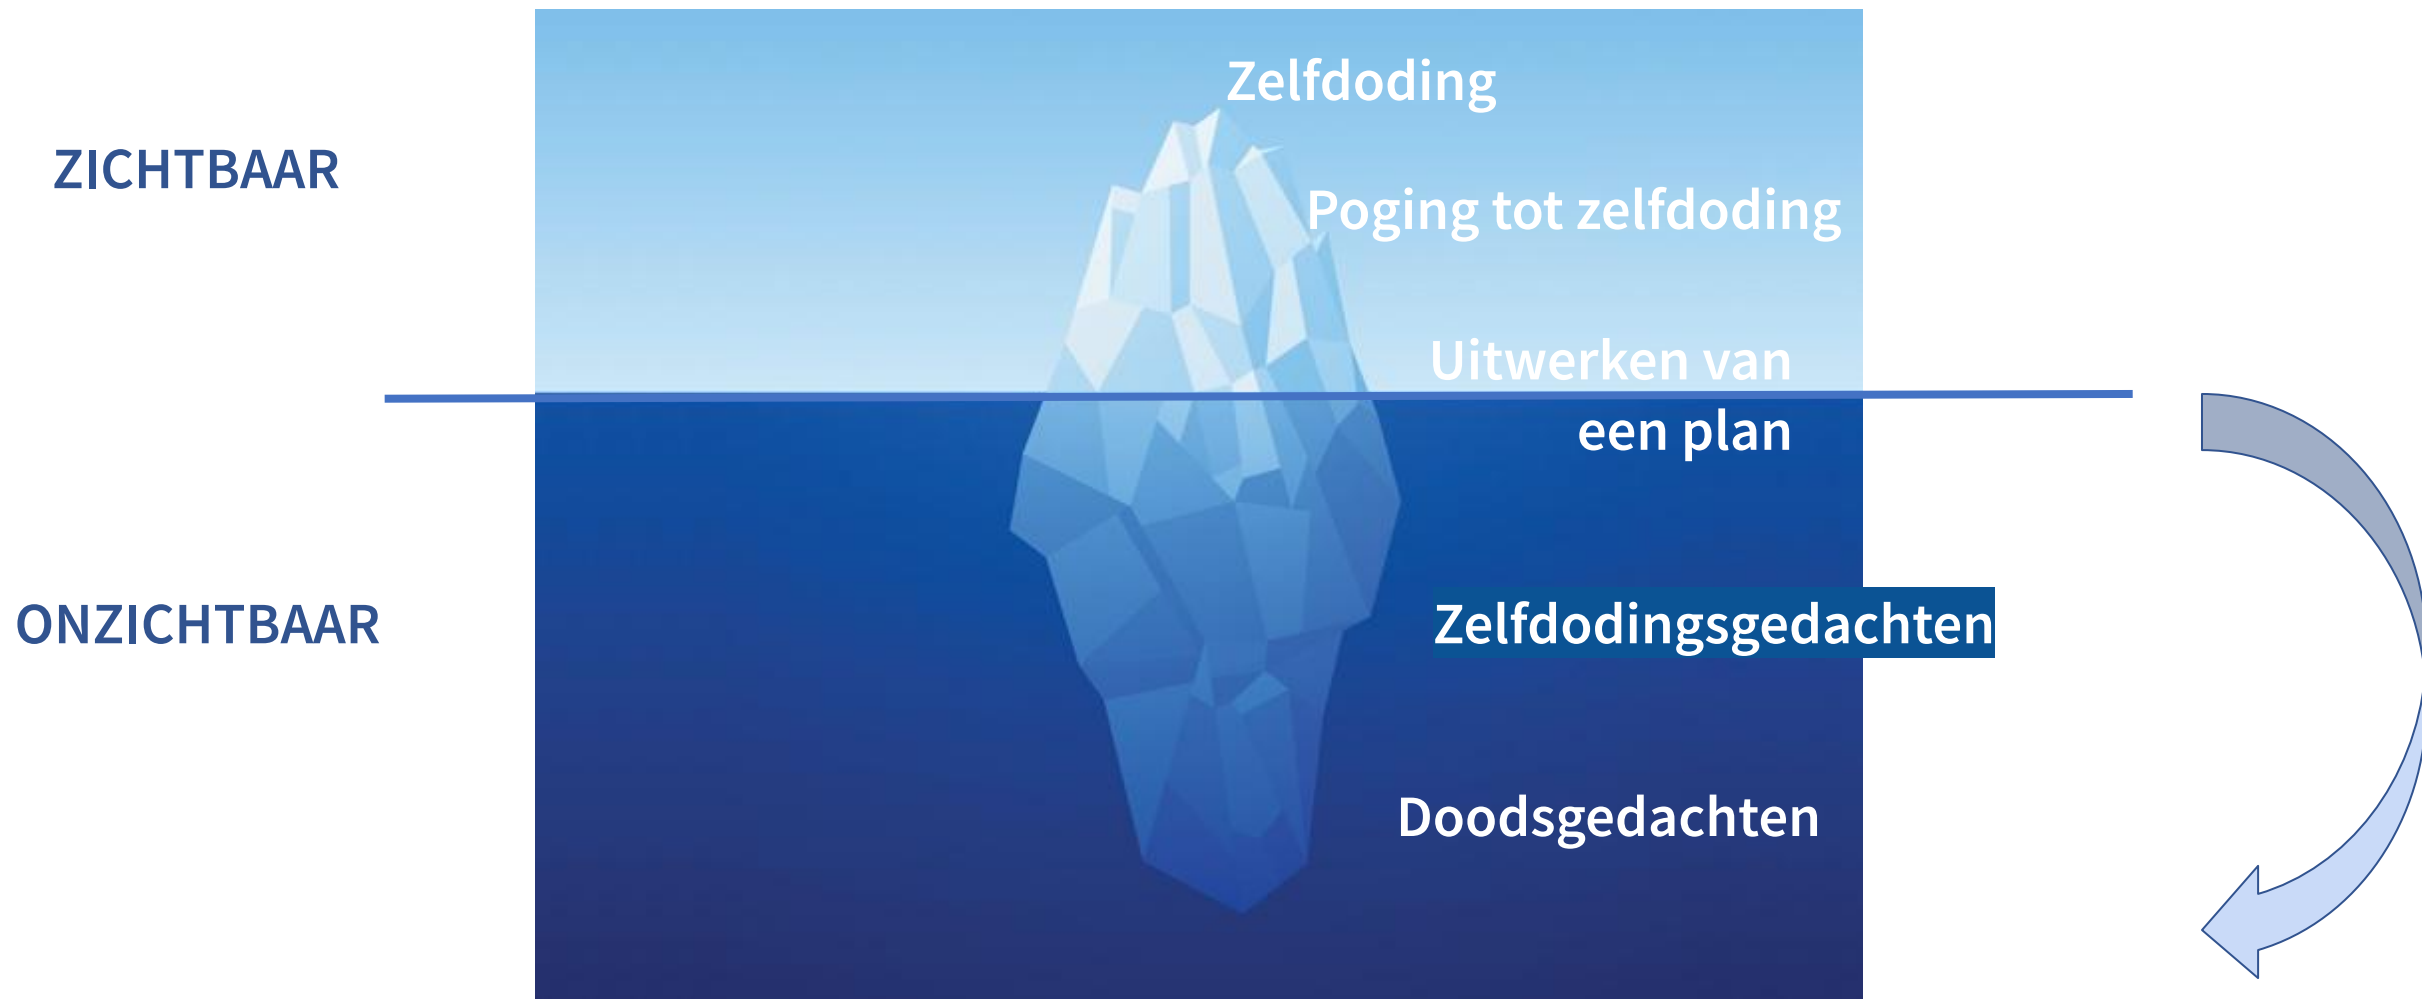 Zelfdoding
ZICHTBAAR
Poging tot zelfdoding
Uitwerken van
een plan
ONZICHTBAAR
Zelfdodingsgedachten
Doodsgedachten